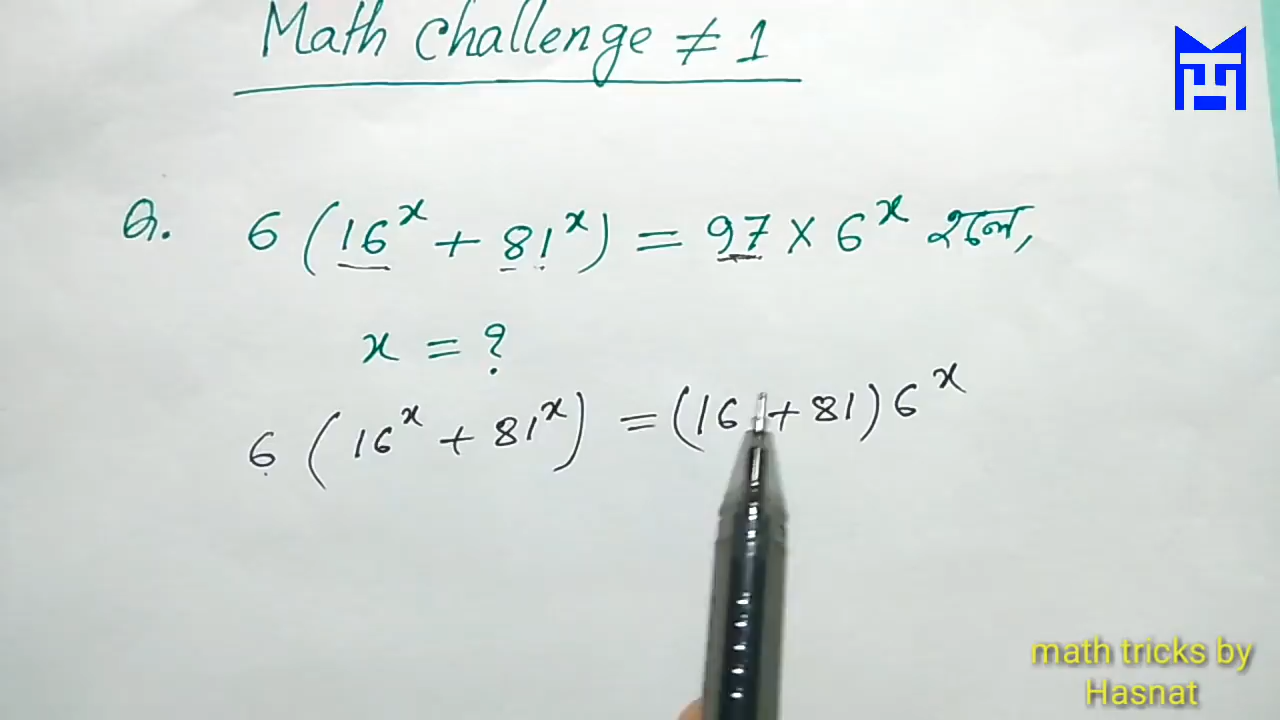 Math challenge ≠ 1
Q. 6 (16^x + 81^x) = 97 × 6^x হলে,
x = ?
6 (16^x + 81^x) = (16 + 81) 6^x
math tricks by
Hasnat